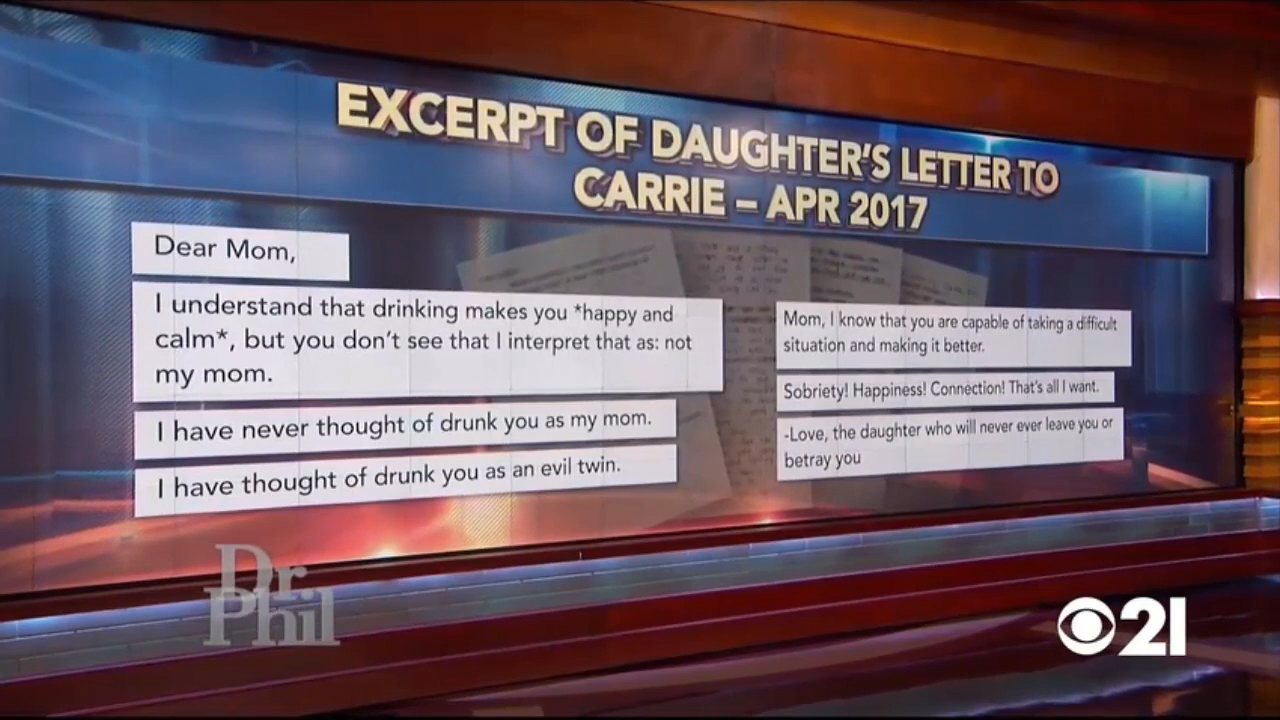 EXCERPT OF DAUGHTER'S LETTER TO
CARRIE – APR 2017
Dear Mom,
I understand that drinking makes you *happy and
calm*, but you don't see that I interpret that as: not
my mom.
I have never thought of drunk you as my mom.
I have thought of drunk you as an evil twin.
Mom, I know that you are capable of taking a difficult
situation and making it better.
Sobriety! Happiness! Connection! That's all I want.
-Love, the daughter who will never ever leave you or
betray you
Dr.
Phil
21